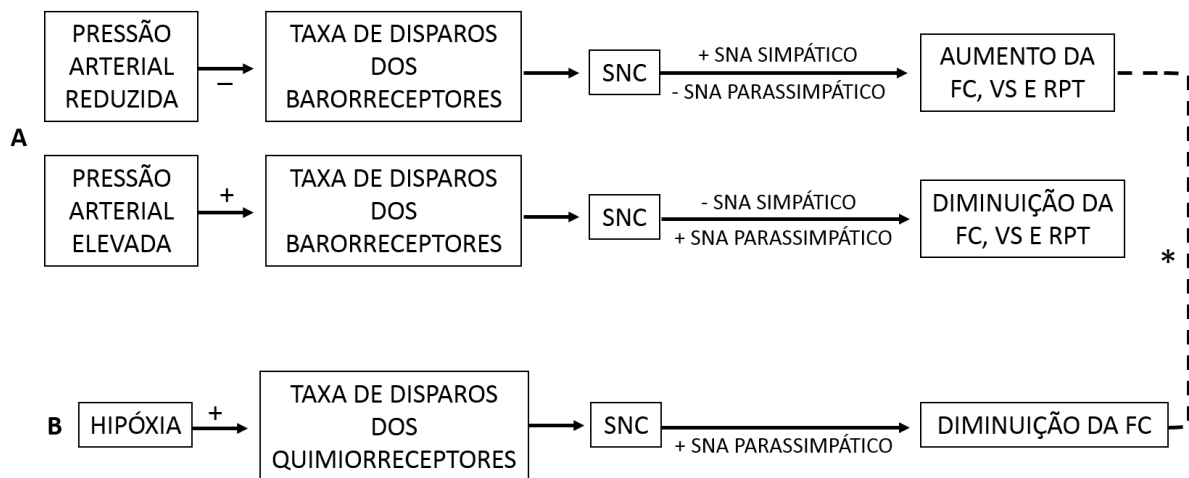 PRESSÃO
ARTERIAL
REDUZIDA
–
TAXA DE DISPAROS
DOS
BARORRECEPTORES
SNC
+ SNA SIMPÁTICO
- SNA PARASSIMPÁTICO
AUMENTO DA
FC, VS E RPT
A
PRESSÃO
ARTERIAL
ELEVADA
+
TAXA DE DISPAROS
DOS
BARORRECEPTORES
SNC
- SNA SIMPÁTICO
+ SNA PARASSIMPÁTICO
DIMINUIÇÃO DA
FC, VS E RPT
*
B
HIPÓXIA
+
TAXA DE DISPAROS
DOS
QUIMIORRECEPTORES
SNC
+ SNA PARASSIMPÁTICO
DIMINUIÇÃO DA FC